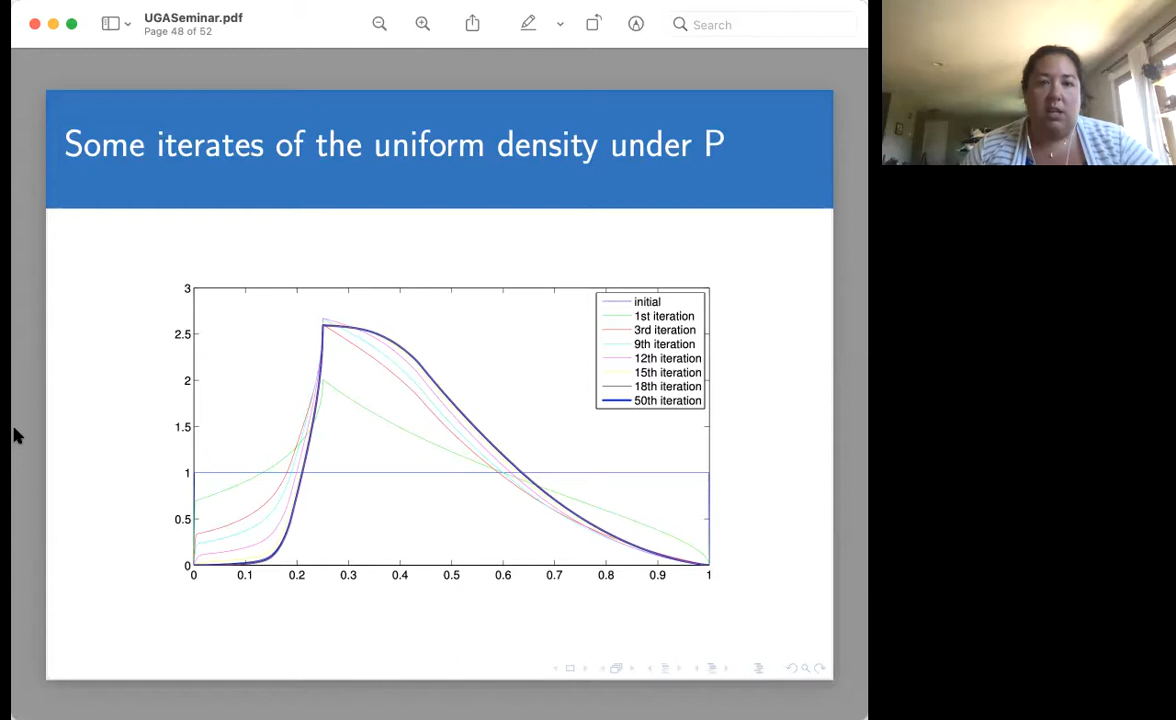 UGASeminar.pdf
Page 48 of 52
Search
Some iterates of the uniform density under P
3
2.5
2
1.5
1
0.5
0
0 0.1 0.2 0.3 0.4 0.5 0.6 0.7 0.8 0.9 1
initial
1st iteration
3rd iteration
9th iteration
12th iteration
15th iteration
18th iteration
50th iteration